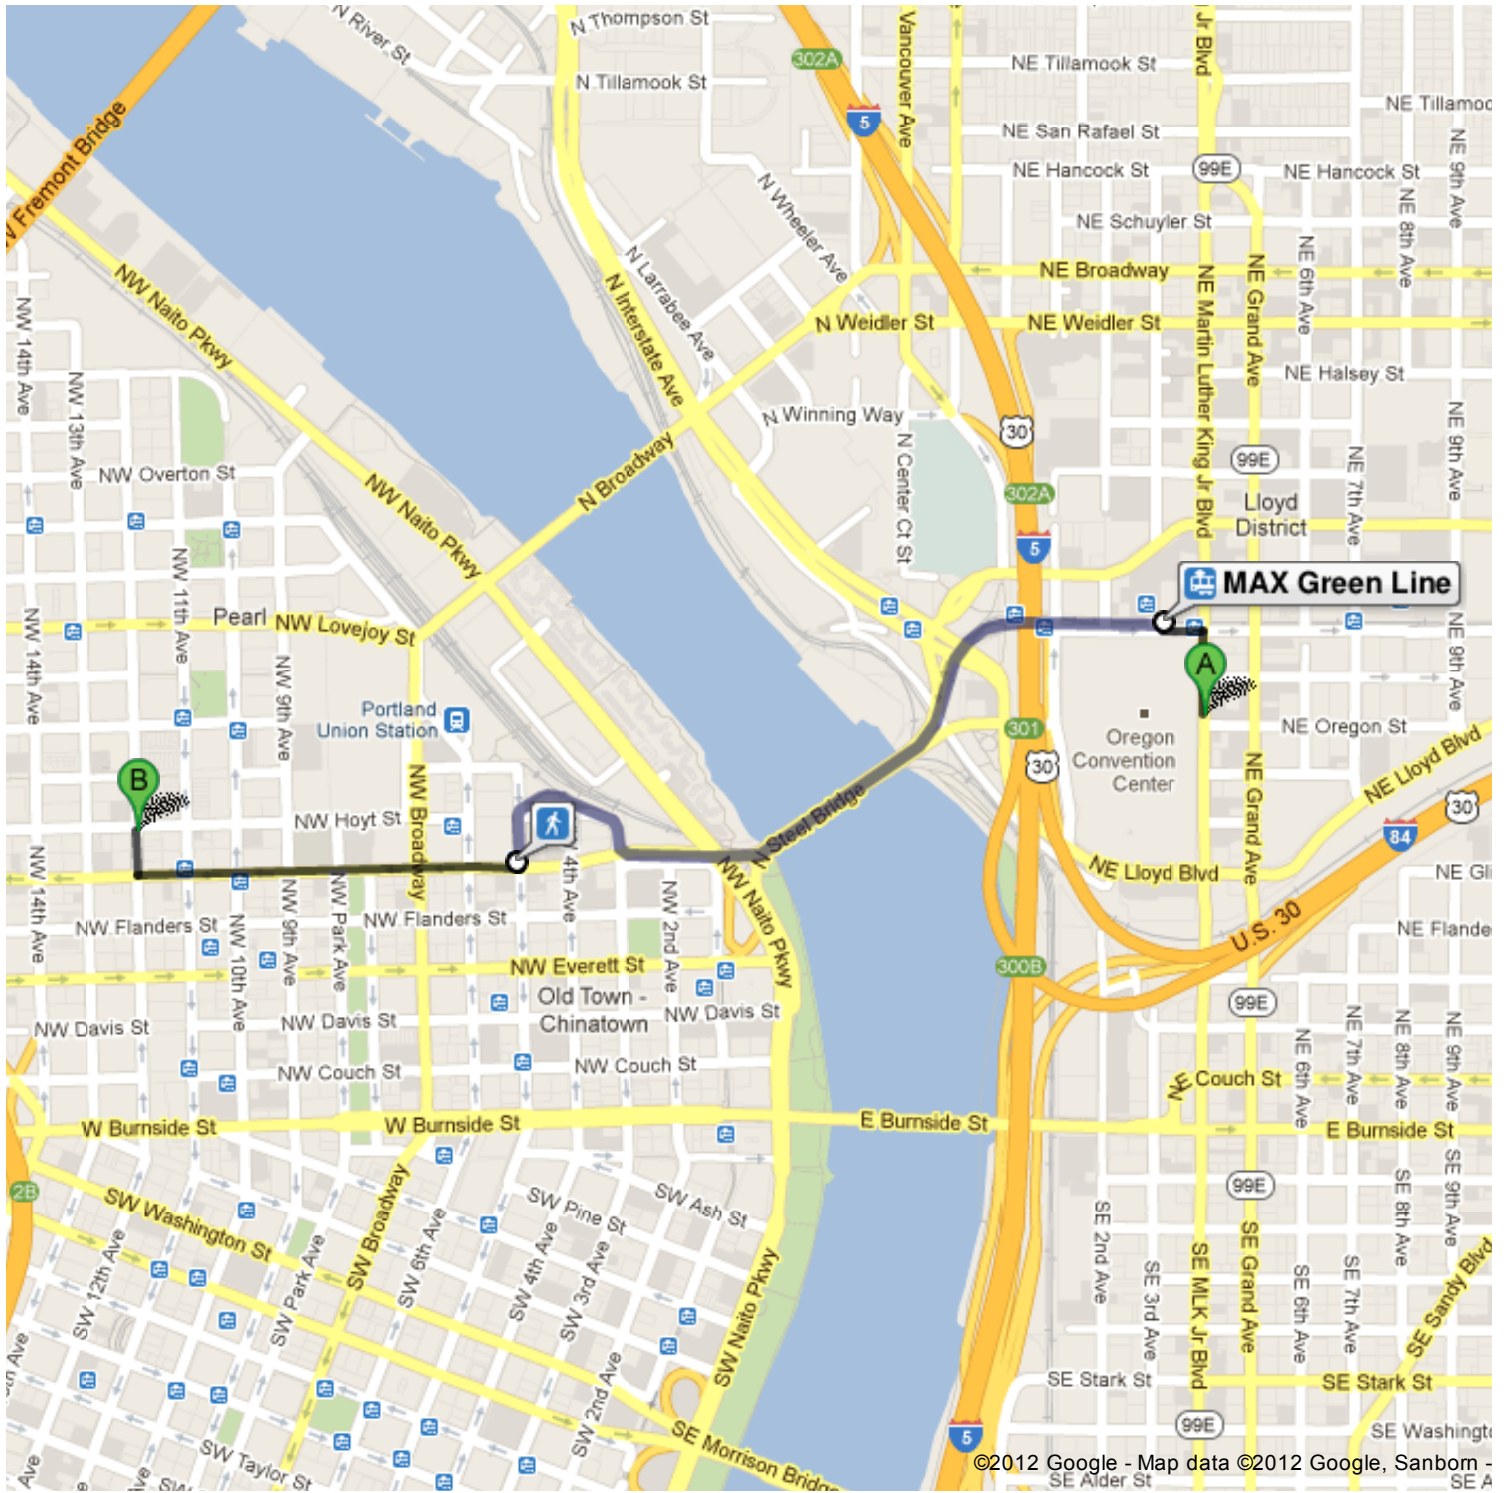 N River St
N Thompson St
Vancouver Ave
Jr Blvd
302A
NE Tillamook St
N Tillamook St
5
NE Tillamoo
NE San Rafael St
NE 9th Ave
Fremont Bridge
NE Hancock St
99E
NE Hancock St
N Wheeler Ave
NE 8th Ave
NE Schuyler St
NE 6th Ave
NW Naito Pkwy
N Larrabee Ave
N Interstate Ave
NE Broadway
NE Martin Luther King Jr Blvd
NE Grand Ave
NW 14th Ave
N Weidler St
NE Weidler St
NW 13th Ave
NE Halsey St
N Winning Way
30
NE 9th Ave
N Broadway
N Center Ct St
99E
NE 7th Ave
NW Overton St
NW Naito Pkwy
302A
Lloyd
District
5
NW 11th Ave
MAX Green Line
NW 14th Ave
Pearl
NW Lovejoy St
NE 9th Ave
A
NW 9th Ave
Portland
Union Station
301
NE Oregon St
Oregon
Convention
Center
30
NE Lloyd Blvd
B
NW Broadway
N Steel Bridge
NE Grand Ave
30
NW Hoyt St
84
NW 14th Ave
4th Ave
NE Lloyd Blvd
NE Gli
NW Flanders St
NW 10th Ave
NW 9th Ave
NW Park Ave
NW Flanders St
NW 2nd Ave
NW Naito Pkwy
U.S. 30
NE Flande
NW Everett St
300B
Old Town -
Chinatown
99E
NW Davis St
NW Davis St
NW Davis St
NE 6th Ave
NE 7th Ave
NE 8th Ave
NE 9th Ave
NW Couch St
NW Couch St
E Couch St
W Burnside St
W Burnside St
E Burnside St
E Burnside St
2B
SW Washington St
SW Broadway
SW Pine St
SW Ash St
99E
SE 8th Ave
SE 9th Ave
SW 12th Ave
SW Park Ave
SW 6th Ave
SW 4th Ave
SW 3rd Ave
SW Naito Pkwy
SE 2nd Ave
SE 3rd Ave
SE MLK Jr Blvd
SE Grand Ave
SE 6th Ave
SE 7th Ave
SE Sandy Blvd
SW 2nd Ave
SE Stark St
SE Stark St
99E
SW Taylor St
SE Morrison Bridge
5
SE Washingto
©2012 Google - Map data ©2012 Google, Sanborn -
SE Alder St
SE A